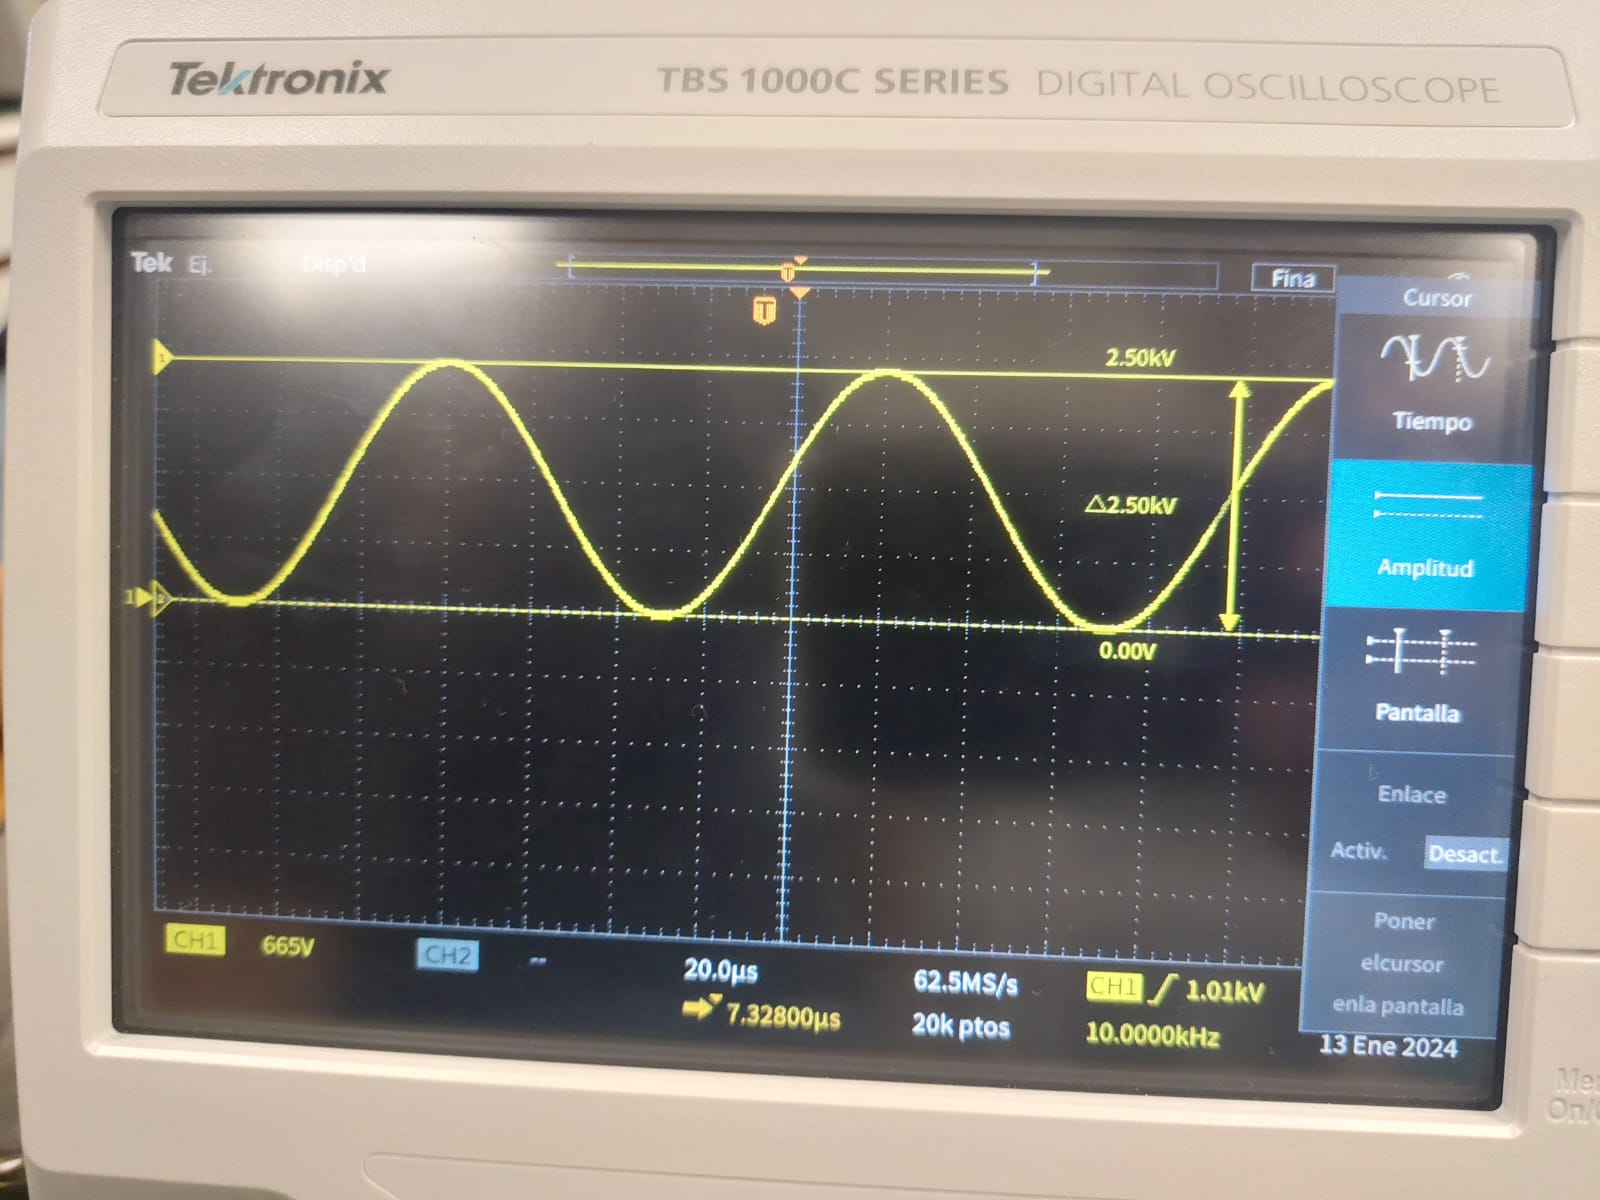 Tektronix
TBS 1000C SERIES DIGITAL OSCILLOSCOPE
Tek Ej. Disp'd
T
Fina
T
Cursor
1
2.50kV
Tiempo
△2.50kV
Amplitud
1 2
0.00V
Pantalla
Enlace
Activ. Desact.
Poner
elcursor
enla pantalla
CH1 665V
CH2 --
20.0µs
7.32800µs
62.5MS/s
20k ptos
CH1 1.01kV
10.0000kHz
13 Ene 2024